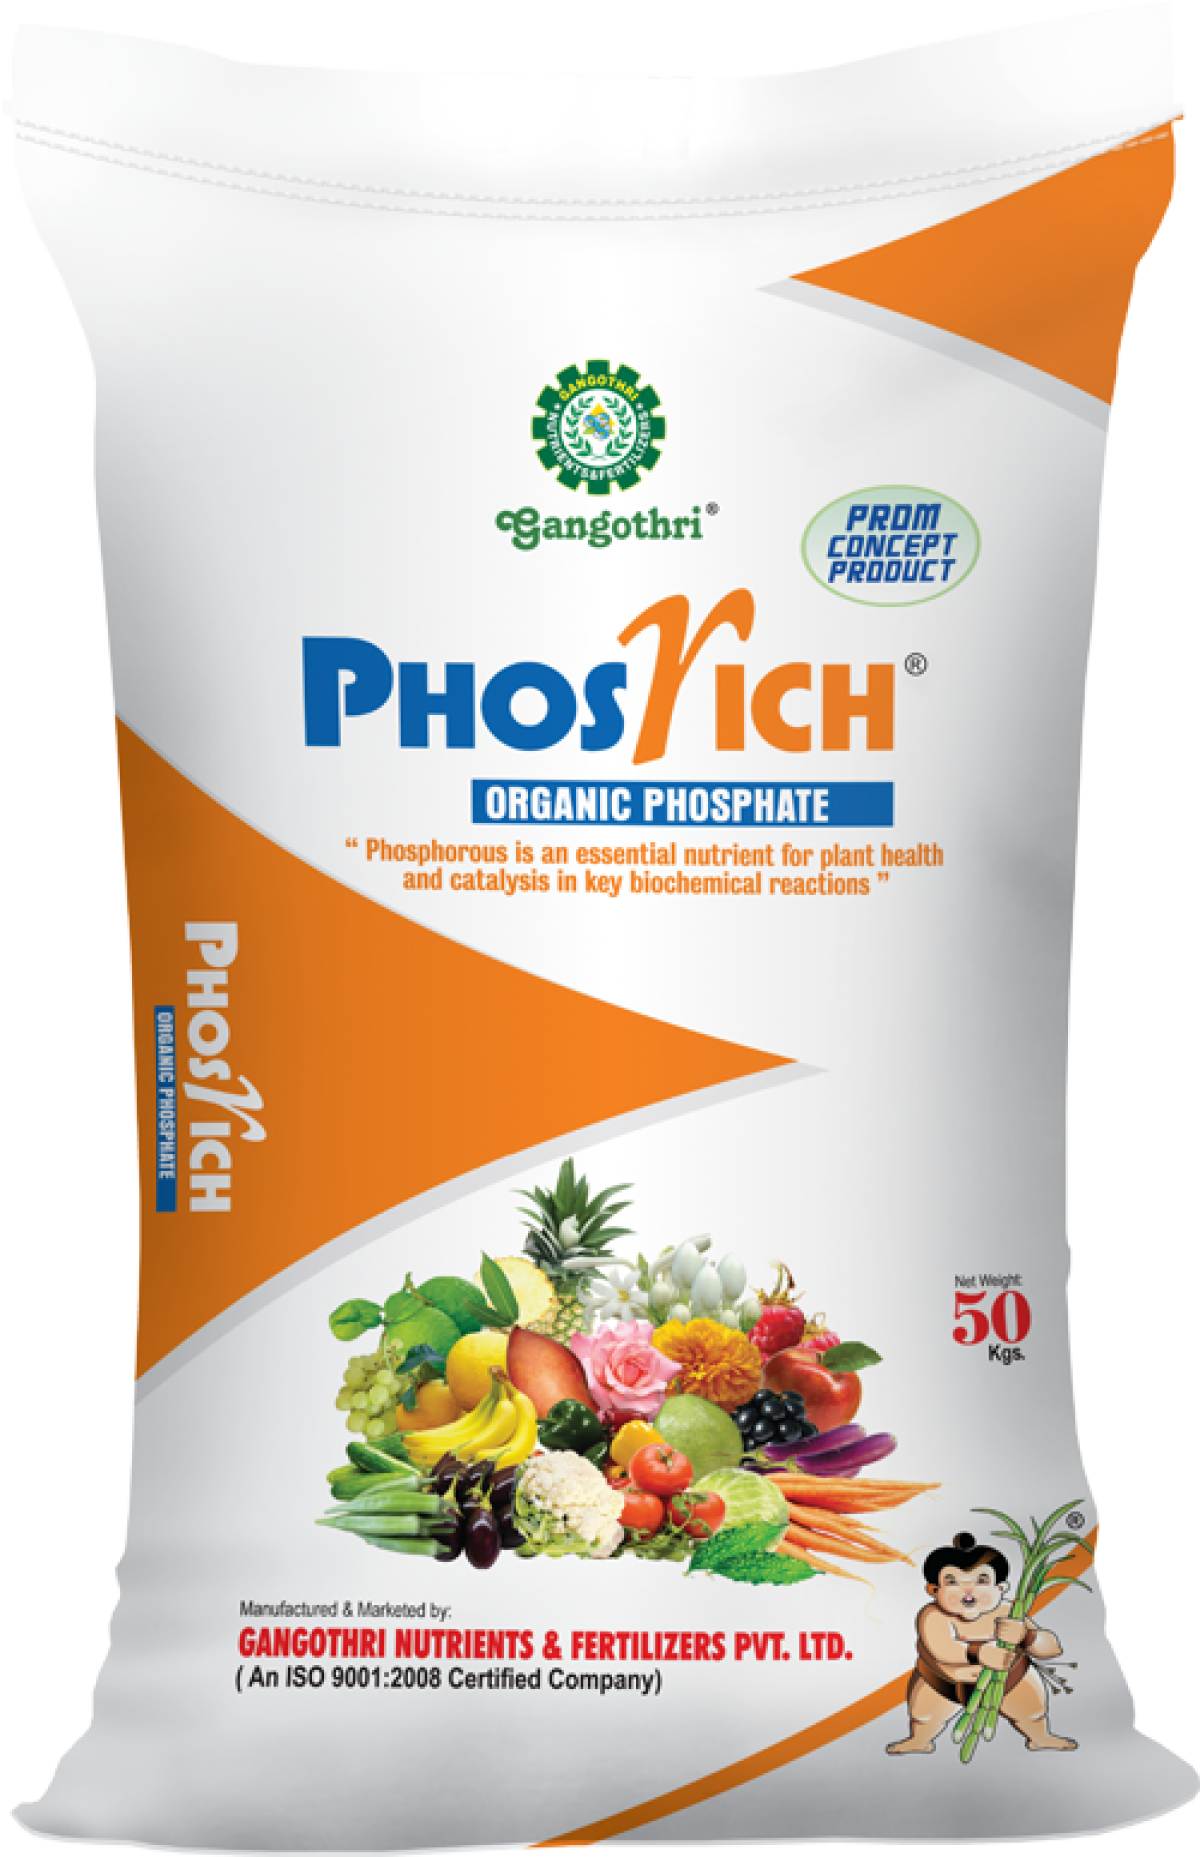 GANGOTHRI
NUTRIENTS&FERTILIZERS
Gangothri®
PROM
CONCEPT
PRODUCT
PHOSrICH®
ORGANIC PHOSPHATE
“ Phosphorous is an essential nutrient for plant health
and catalysis in key biochemical reactions ”
PHOSrICH
ORGANIC PHOSPHATE
Net Weight:
50
Kgs.
®
Manufactured & Marketed by:
GANGOTHRI NUTRIENTS & FERTILIZERS PVT. LTD.
( An ISO 9001:2008 Certified Company)